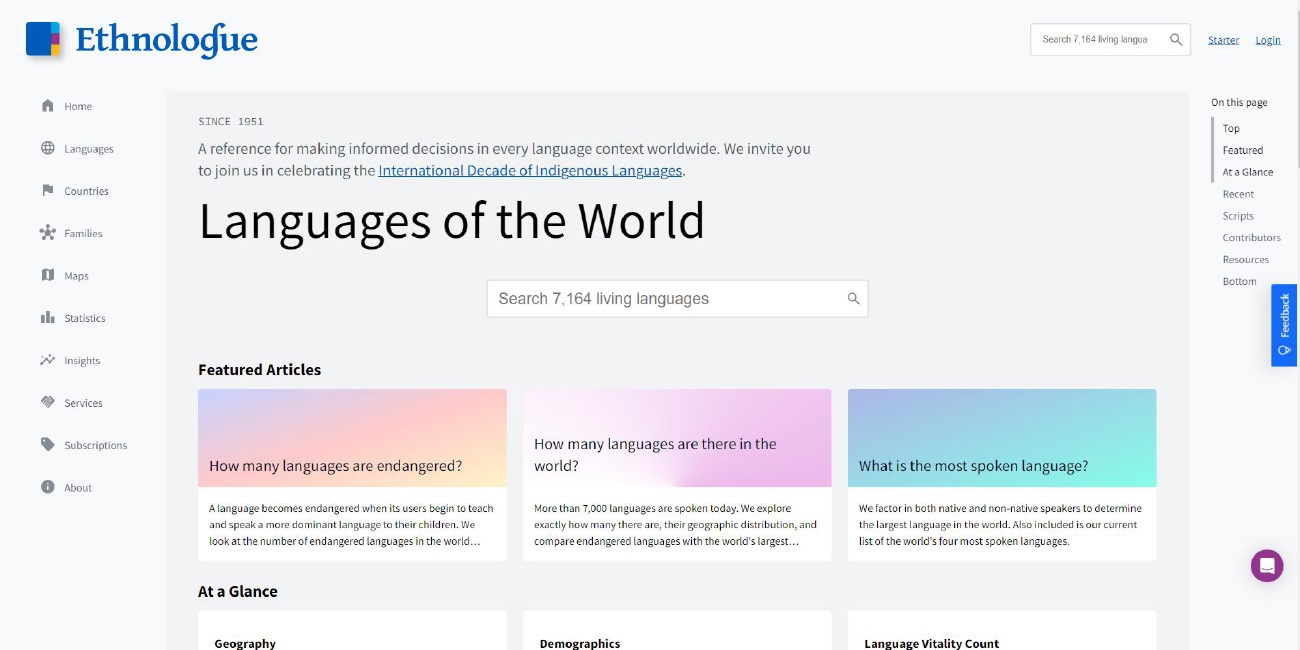 Ethnologue
Search 7,164 living langua
Starter
Login
Home
Languages
Countries
Families
Maps
Statistics
Insights
Services
Subscriptions
About
SINCE 1951
A reference for making informed decisions in every language context worldwide. We invite you
to join us in celebrating the International Decade of Indigenous Languages.
Languages of the World
Search 7,164 living languages
Featured Articles
How many languages are endangered?
A language becomes endangered when its users begin to teach
and speak a more dominant language to their children. We
look at the number of endangered languages in the world…
How many languages are there in the
world?
More than 7,000 languages are spoken today. We explore
exactly how many there are, their geographic distribution, and
compare endangered languages with the world's largest…
What is the most spoken language?
We factor in both native and non-native speakers to determine
the largest language in the world. Also included is our current
list of the world's four most spoken languages.
At a Glance
Geography
Demographics
Language Vitality Count
On this page
Top
Featured
At a Glance
Recent
Scripts
Contributors
Resources
Bottom
Feedback